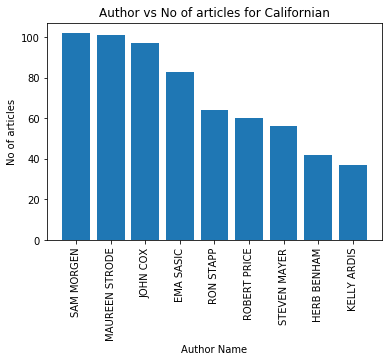 Author vs No of articles for Californian
No of articles
100
80
60
40
20
0
SAM MORGEN
MAUREEN STRODE
JOHN COX
EMA SASIC
RON STAPP
ROBERT PRICE
STEVEN MAYER
HERB BENHAM
KELLY ARDIS
Author Name